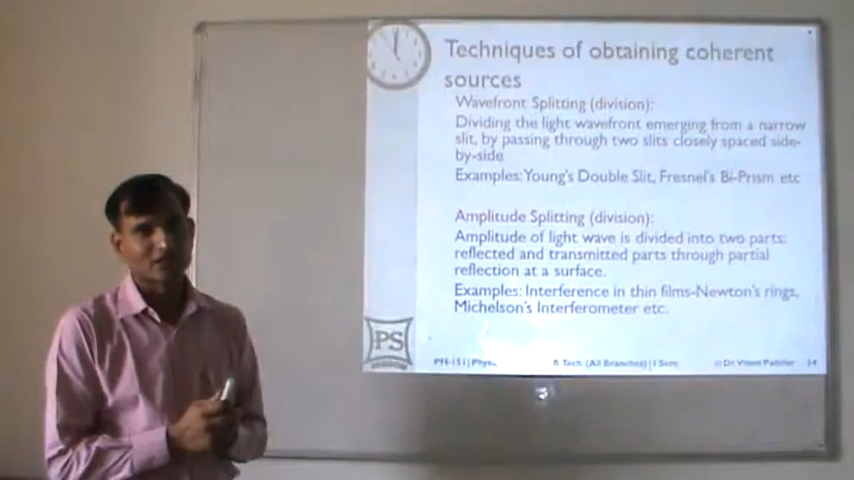 Techniques of obtaining coherent
sources
Wavefront Splitting (division):
Dividing the light wavefront emerging from a narrow
slit, by passing through two slits closely spaced side-
by-side
Examples: Young's Double Slit, Fresnel's Bi-Prism etc
Amplitude Splitting (division):
Amplitude of light wave is divided into two parts:
reflected and transmitted parts through partial
reflection at a surface.
Examples: Interference in thin films-Newton's rings,
Michelson's Interferometer etc.
PS
B. Tech. (All Branches) | I Sem